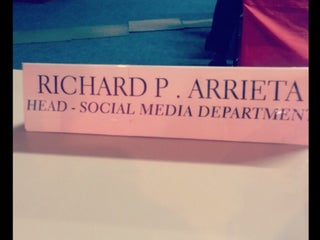 RICHARD P . ARRIETA
HEAD - SOCIAL MEDIA DEPARTMENT